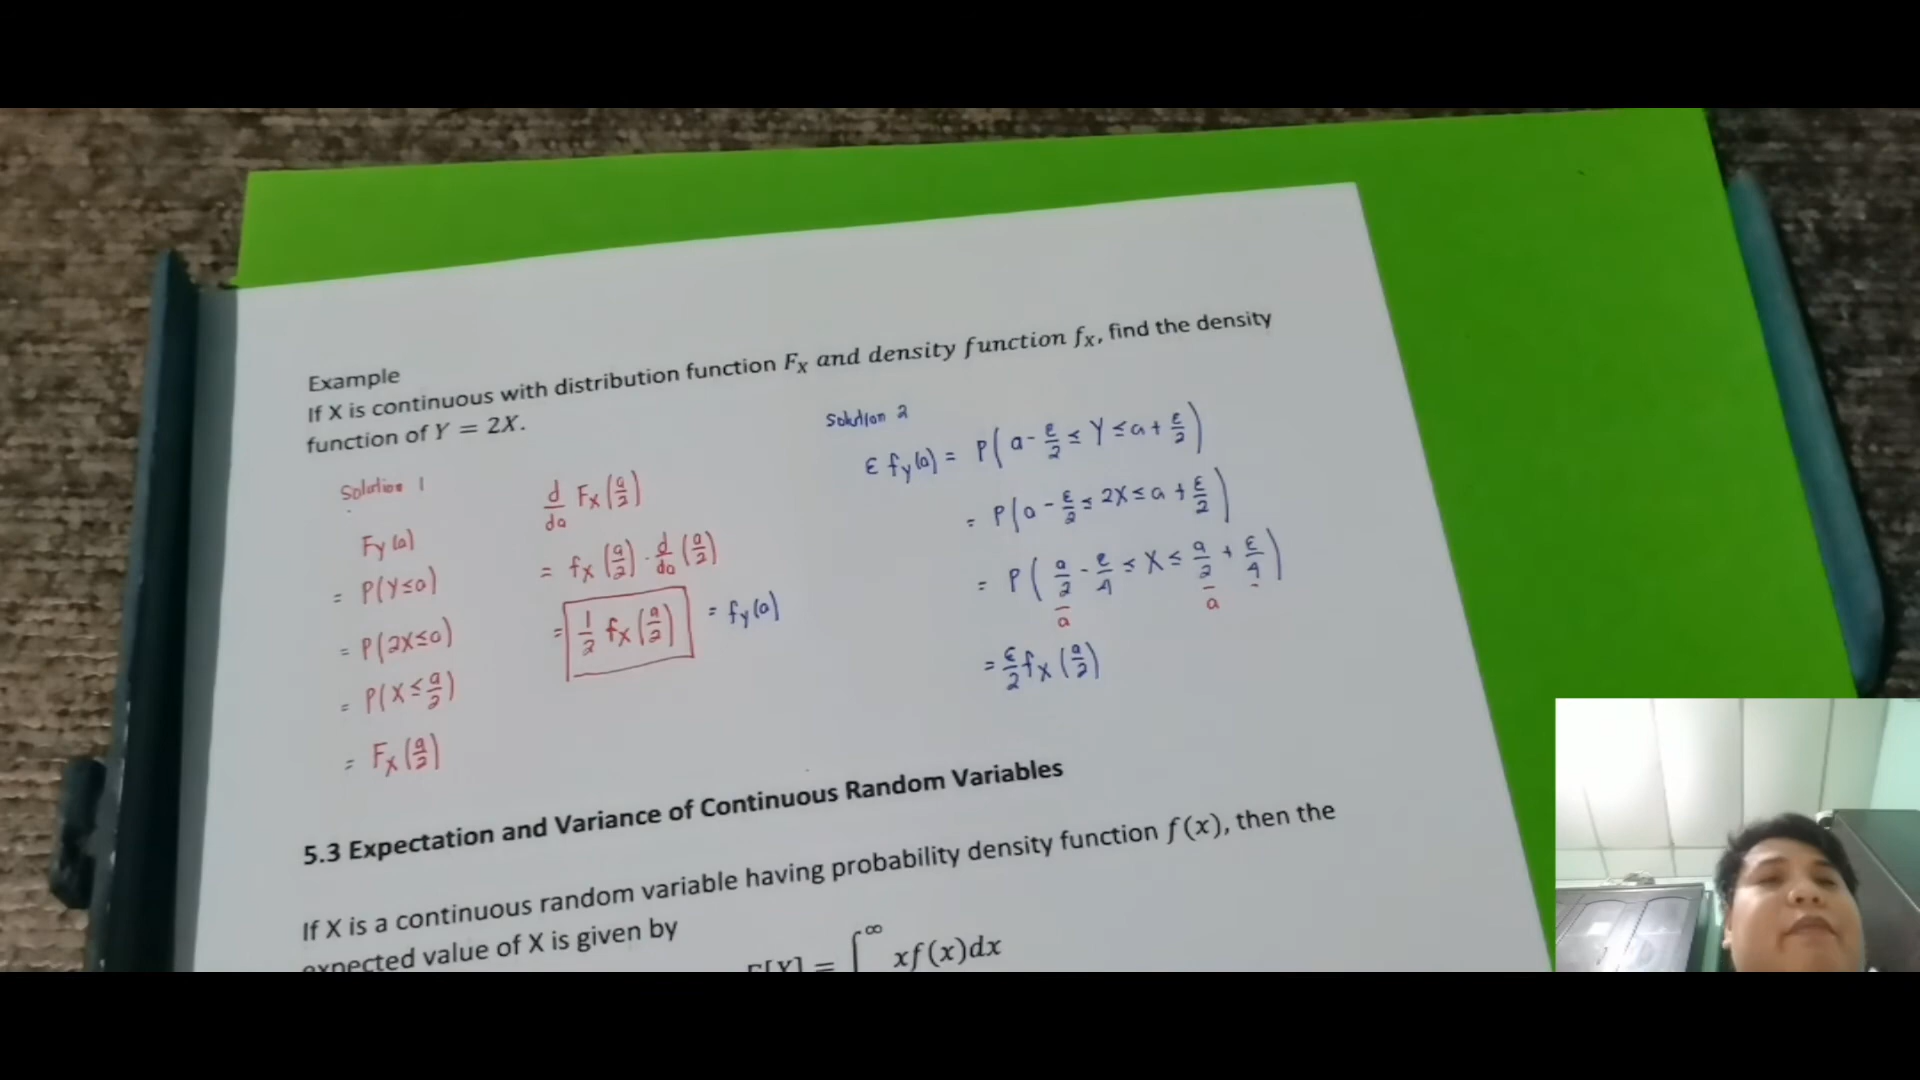 Example
If X is continuous with distribution function F_X and density function f_X, find the density
function of Y = 2X.
Solution 1
F_Y(a)
= P(Y ≤ a)
= P(2X ≤ a)
= P(X ≤ a/2)
= F_X(a/2)
d/da F_X(a/2)
= f_X(a/2) · d/da (a/2)
= 1/2 f_X(a/2) = f_Y(a)
Solution 2
ε f_Y(a) = P(a - ε/2 ≤ Y ≤ a + ε/2)
= P(a - ε/2 ≤ 2X ≤ a + ε/2)
= P(a/2 - ε/4 ≤ X ≤ a/2 + ε/4)
a a
= ε/2 f_X(a/2)
5.3 Expectation and Variance of Continuous Random Variables
If X is a continuous random variable having probability density function f(x), then the
expected value of X is given by
E[X] = ∫^∞ xf(x)dx